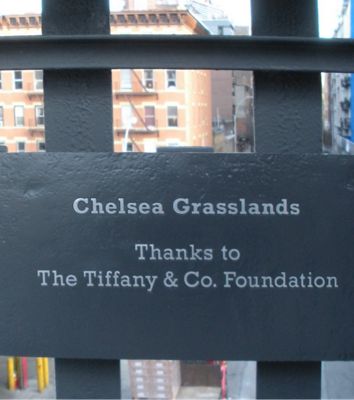 Chelsea Grasslands
Thanks to
The Tiffany & Co. Foundation